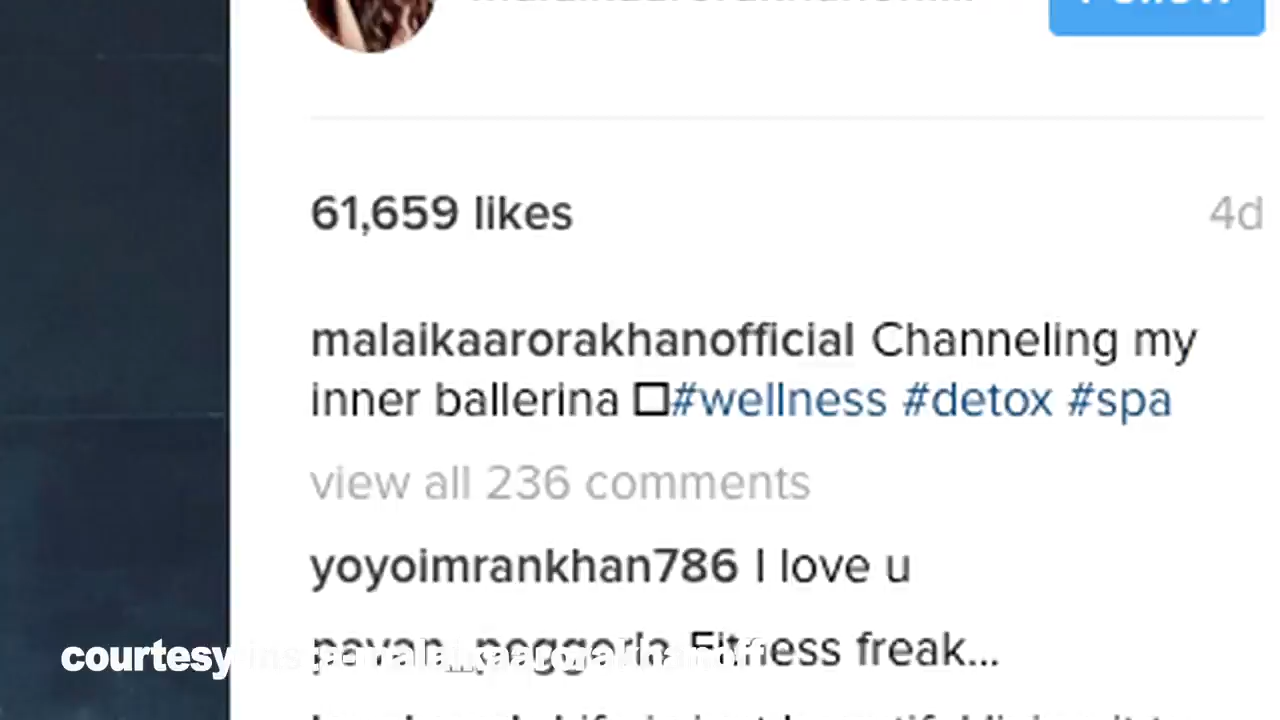 61,659 likes
4d
malaikaarorakhanofficial Channeling my
inner ballerina #wellness #detox #spa
view all 236 comments
yoyoimrankhan786 I love u
Fitness freak...
courtesy